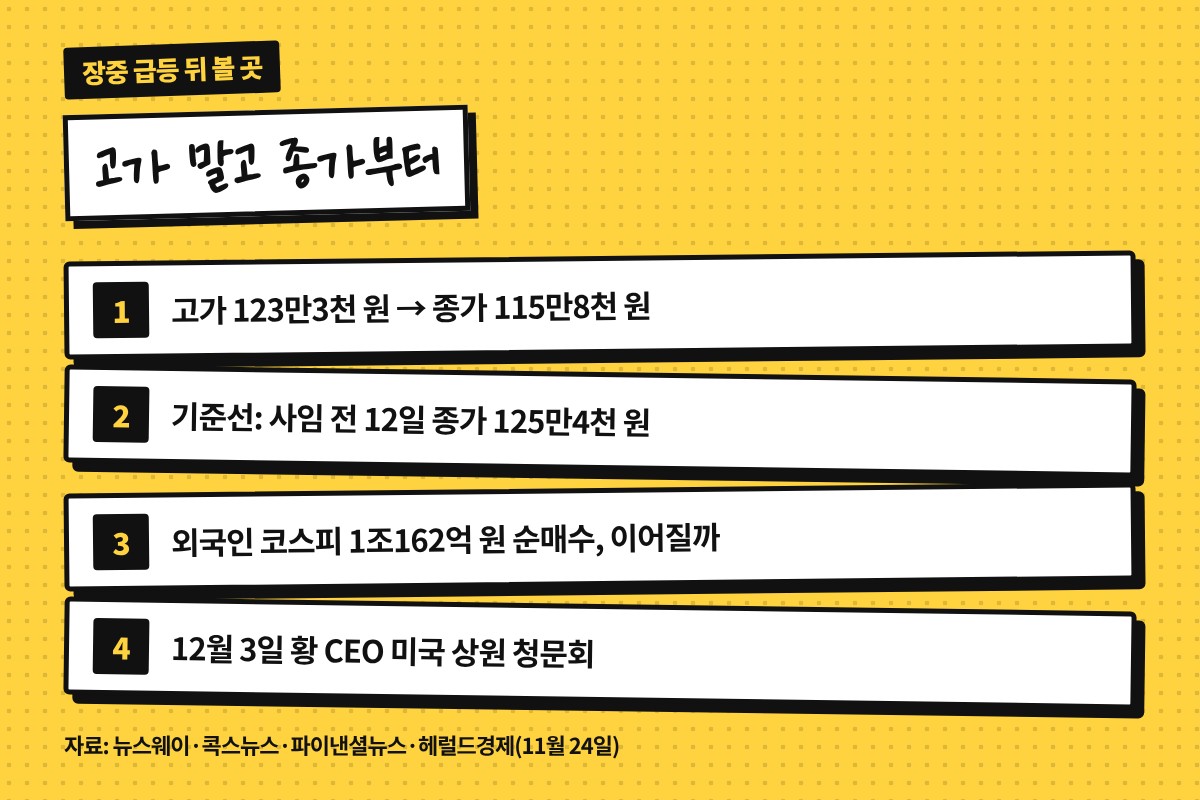 장중 급등 뒤 볼 곳
고가 말고 종가부터
1 고가 123만3천 원 → 종가 115만8천 원
2 기준선: 사임 전 12일 종가 125만4천 원
3 외국인 코스피 1조162억 원 순매수, 이어질까
4 12월 3일 황 CEO 미국 상원 청문회
자료: 뉴스웨이·콕스뉴스·파이낸셜뉴스·헤럴드경제(11월 24일)